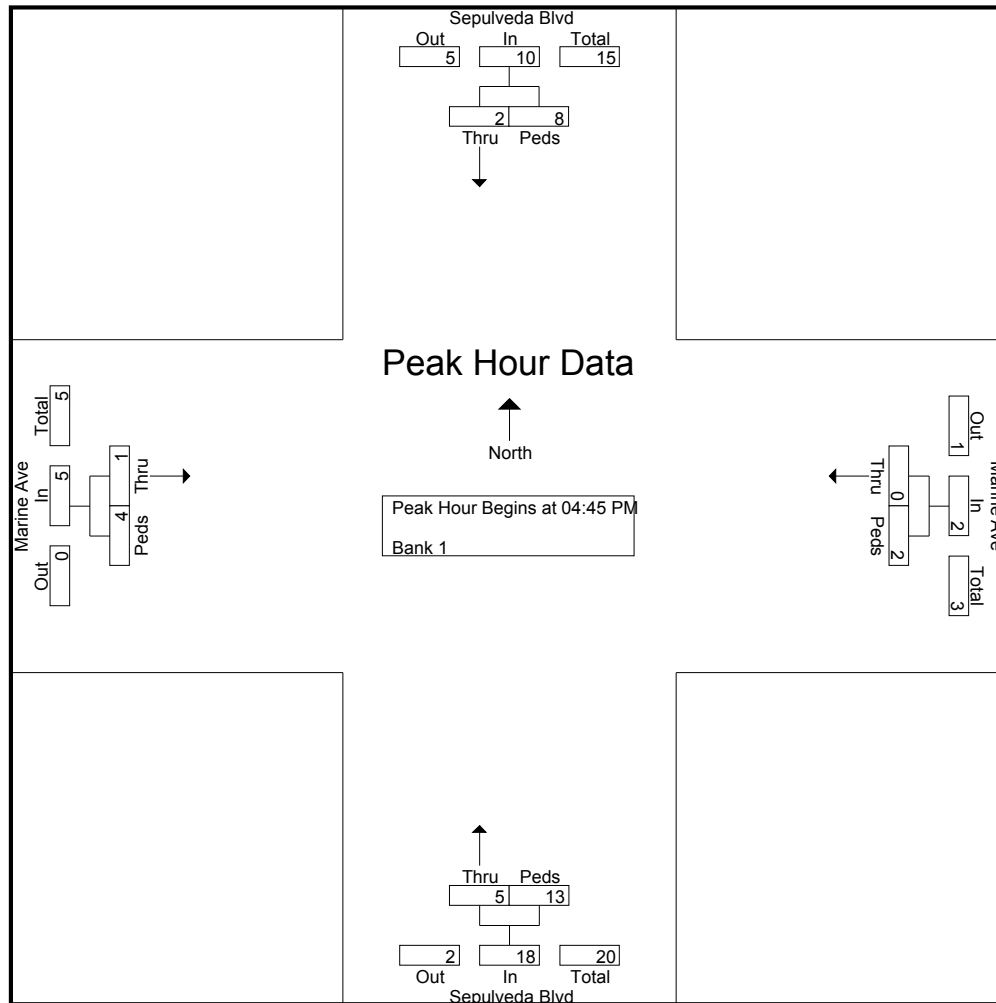 Sepulveda Blvd
Out In Total
5 10 15
2 8
Thru Peds
Peak Hour Data
North
Peak Hour Begins at 04:45 PM
Bank 1
Marine Ave
Out In Total
0 5 5
4 1
Peds Thru
Thru Peds
0 2
Out In Total
1 2 3
Marine Ave
Thru Peds
5 13
2 18 20
Out In Total
Sepulveda Blvd